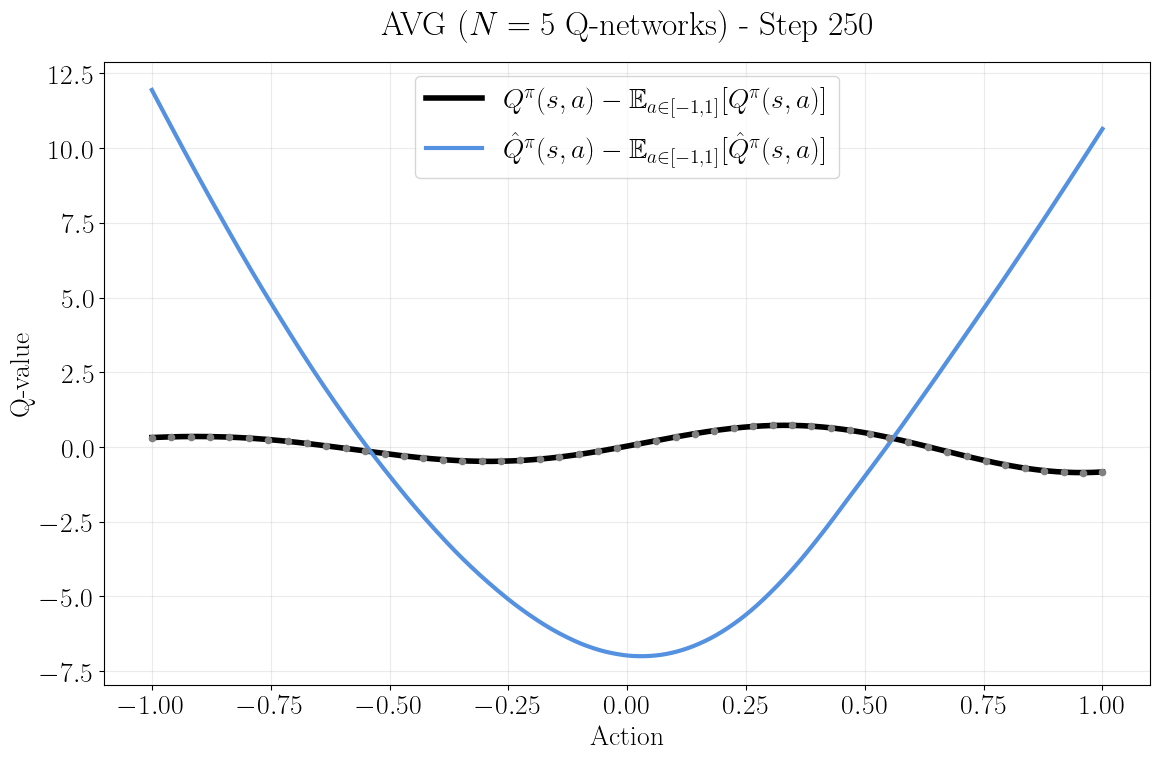 AVG (N = 5 Q-networks) - Step 250
Q^π(s, a) − 𝔼_{a∈[−1,1]}[Q^π(s, a)]
Q̂^π(s, a) − 𝔼_{a∈[−1,1]}[Q̂^π(s, a)]
12.5
10.0
7.5
5.0
2.5
0.0
−2.5
−5.0
−7.5
Q-value
−1.00 −0.75 −0.50 −0.25 0.00 0.25 0.50 0.75 1.00
Action